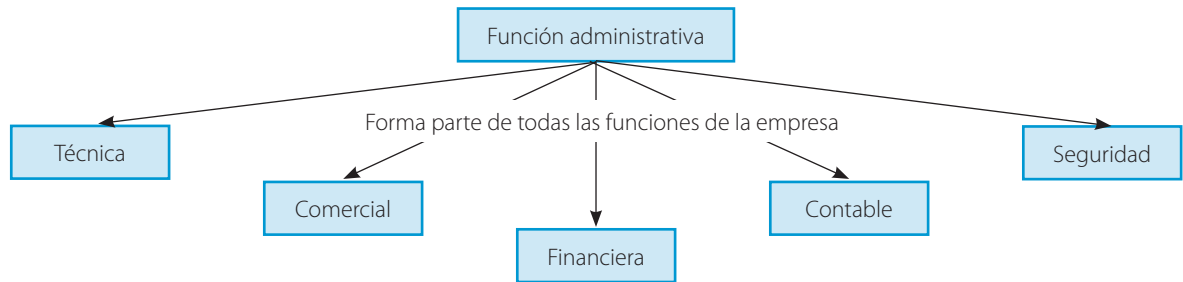 Función administrativa
Forma parte de todas las funciones de la empresa
Técnica
Seguridad
Comercial
Contable
Financiera